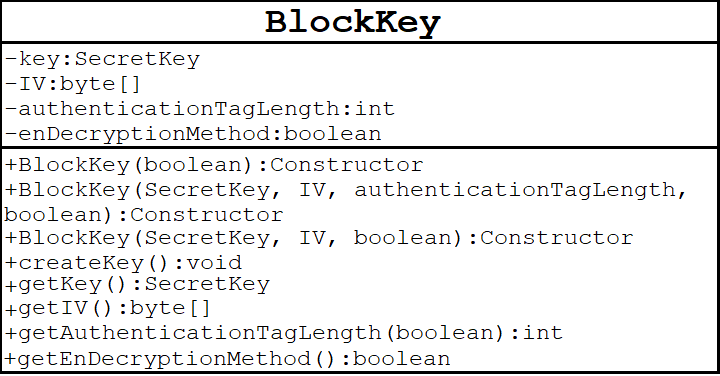 BlockKey
-key:SecretKey
-IV:byte[]
-authenticationTagLength:int
-enDecryptionMethod:boolean
+BlockKey(boolean):Constructor
+BlockKey(SecretKey, IV, authenticationTagLength,
boolean):Constructor
+BlockKey(SecretKey, IV, boolean):Constructor
+createKey():void
+getKey():SecretKey
+getIV():byte[]
+getAuthenticationTagLength(boolean):int
+getEnDecryptionMethod():boolean